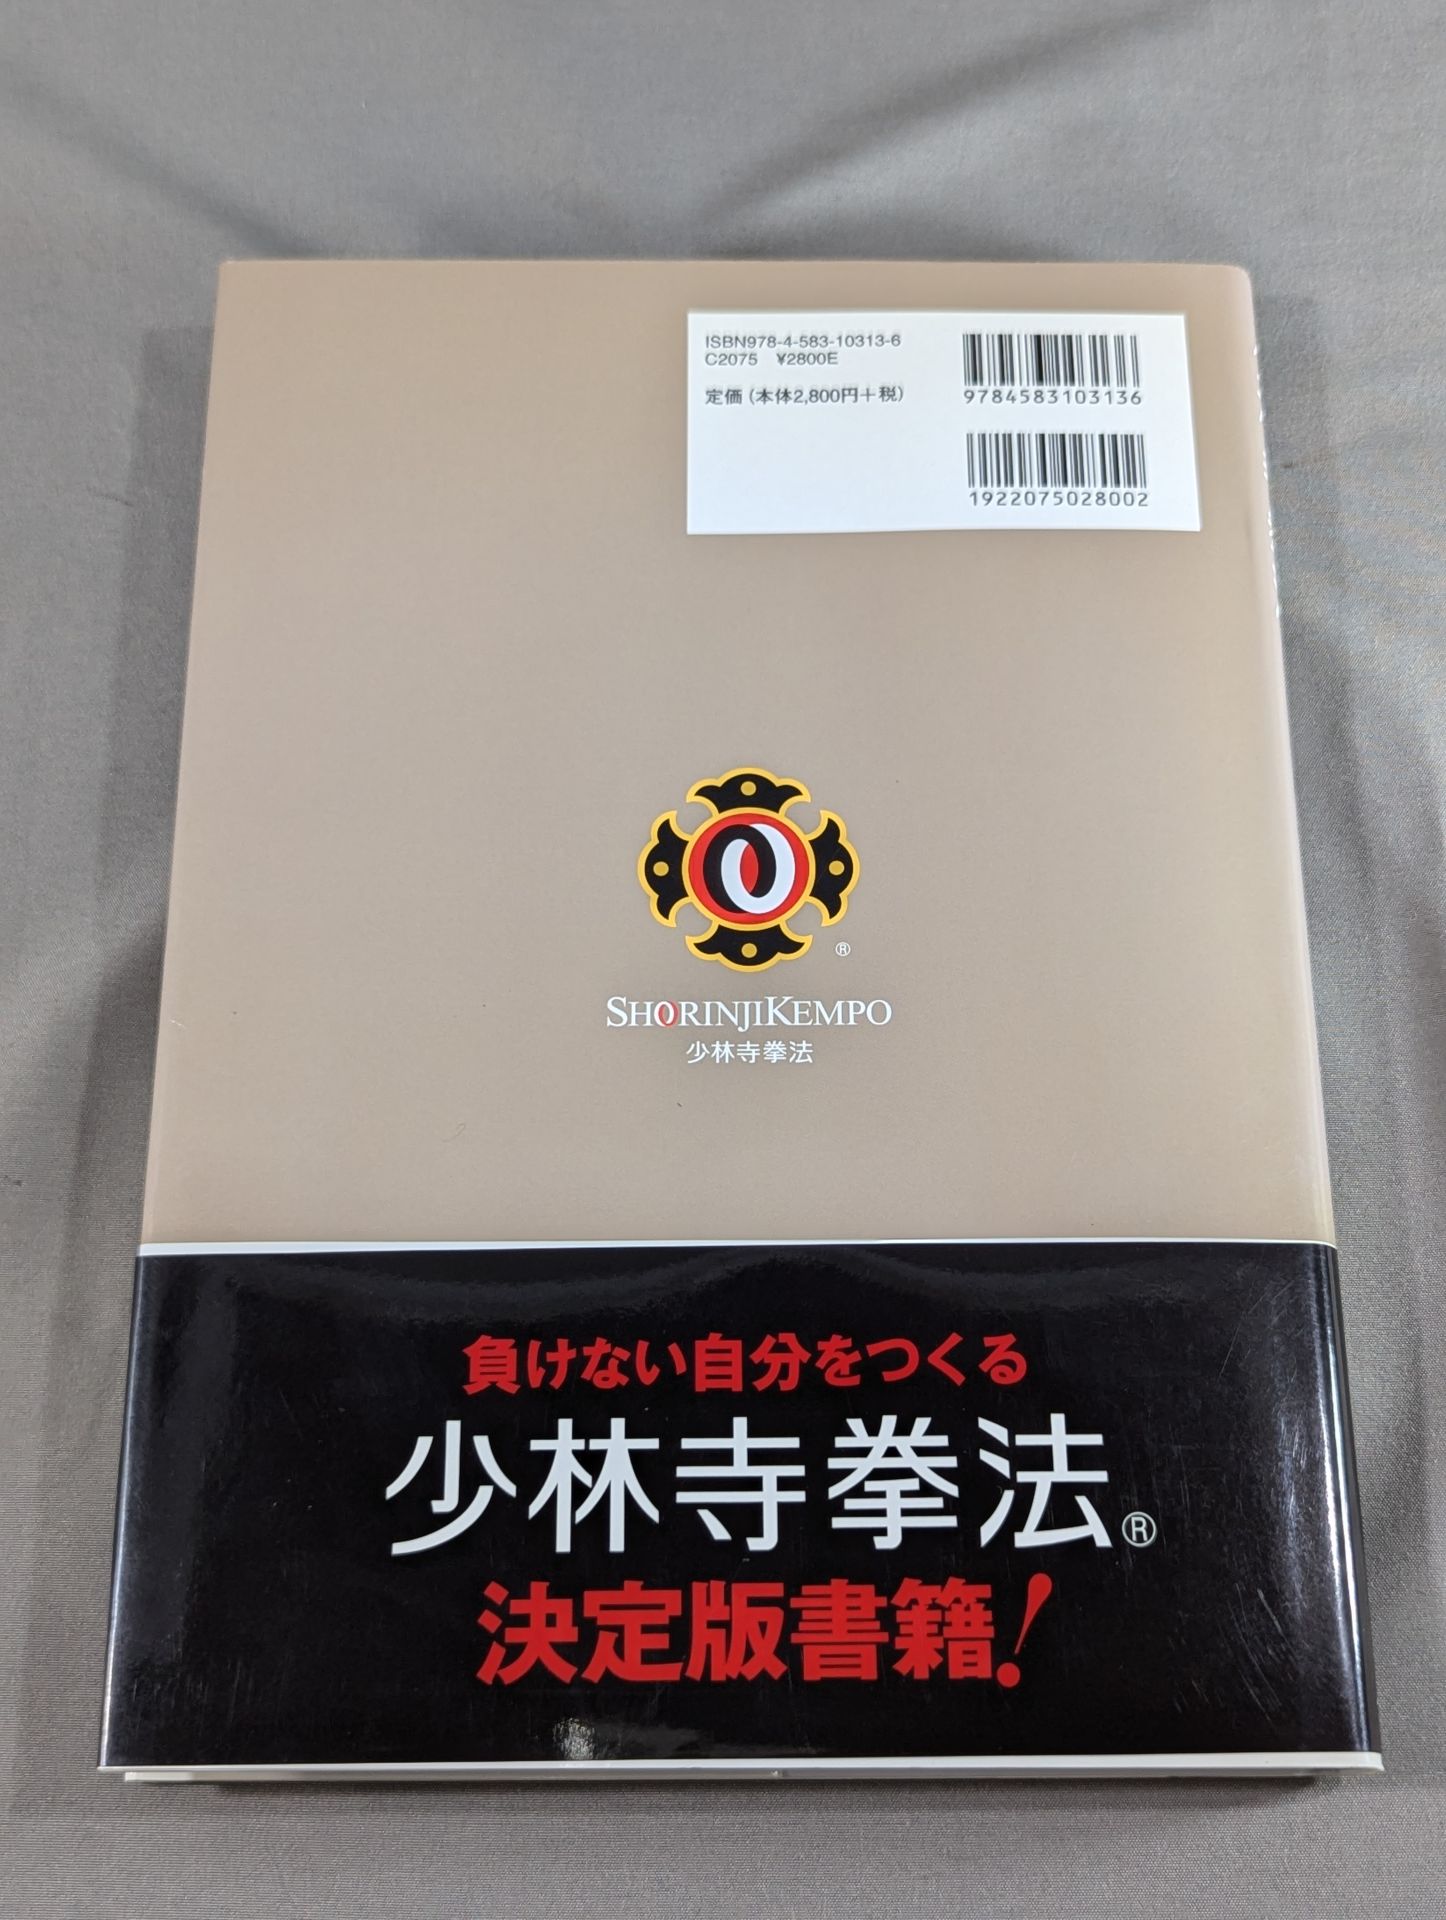 ISBN978-4-583-10313-6
C2075 ¥2800E
定価（本体2,800円＋税）
9784583103136
1922075028002
®
SHORINJIKEMPO
少林寺拳法
負けない自分をつくる
少林寺拳法®
決定版書籍！